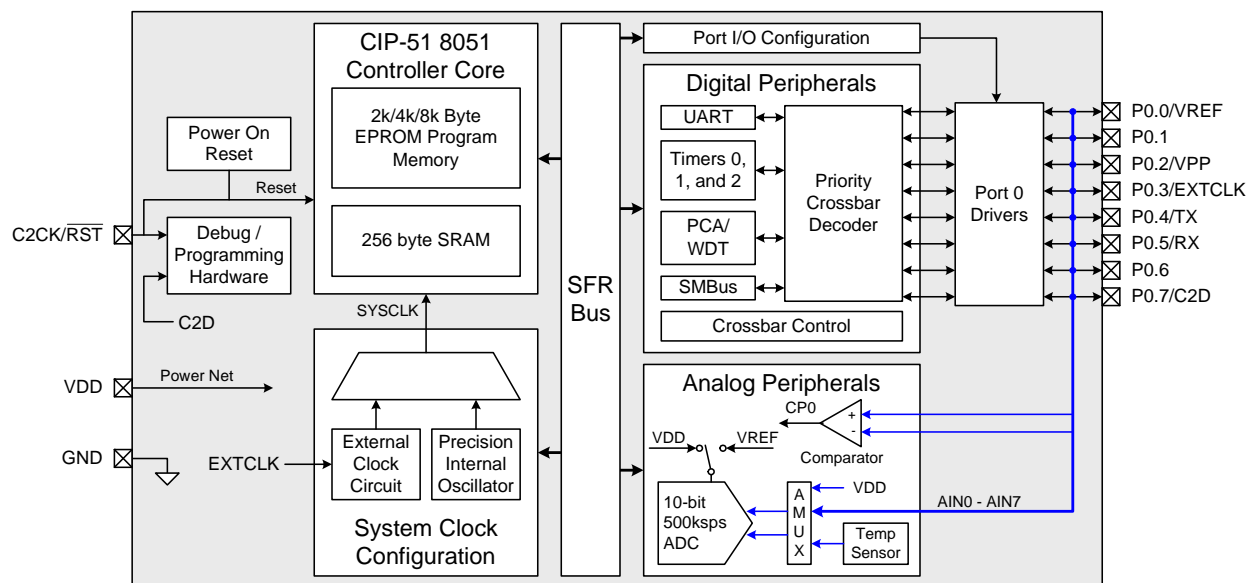 CIP-51 8051
Controller Core
2k/4k/8k Byte
EPROM Program
Memory
256 byte SRAM
Power On
Reset
Reset
C2CK/RST
Debug /
Programming
Hardware
C2D
SYSCLK
VDD
Power Net
GND
EXTCLK
External
Clock
Circuit
Precision
Internal
Oscillator
System Clock
Configuration
SFR
Bus
Port I/O Configuration
Digital Peripherals
UART
Timers 0,
1, and 2
PCA/
WDT
SMBus
Priority
Crossbar
Decoder
Crossbar Control
Port 0
Drivers
P0.0/VREF
P0.1
P0.2/VPP
P0.3/EXTCLK
P0.4/TX
P0.5/RX
P0.6
P0.7/C2D
Analog Peripherals
CP0
+
-
Comparator
VDD
VREF
10-bit
500ksps
ADC
A
M
U
X
VDD
AIN0 - AIN7
Temp
Sensor